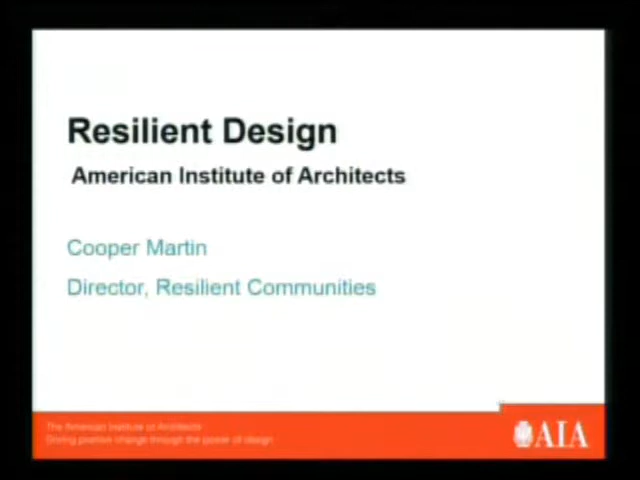 Resilient Design
American Institute of Architects
Cooper Martin
Director, Resilient Communities
The American Institute of Architects
Driving positive change through the power of design
AIA